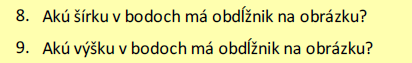 8. Akú šírku v bodoch má obdĺžnik na obrázku?
9. Akú výšku v bodoch má obdĺžnik na obrázku?